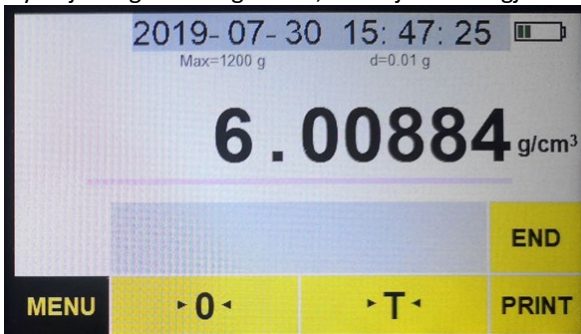 2019-07-30 15:47:25
Max=1200 g d=0.01 g
6.00884 g/cm³
END
MENU ▸0◂ ▸T◂ PRINT